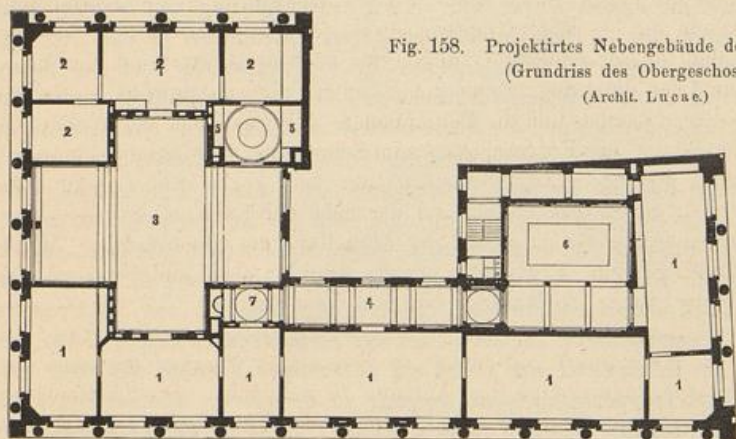 Fig. 158. Projektirtes Nebengebäude
(Grundriss des
(Archit. Lucae.)
2 2 2
1
2 5 5
3
6 1
7 4
1 1 1 1 1 1